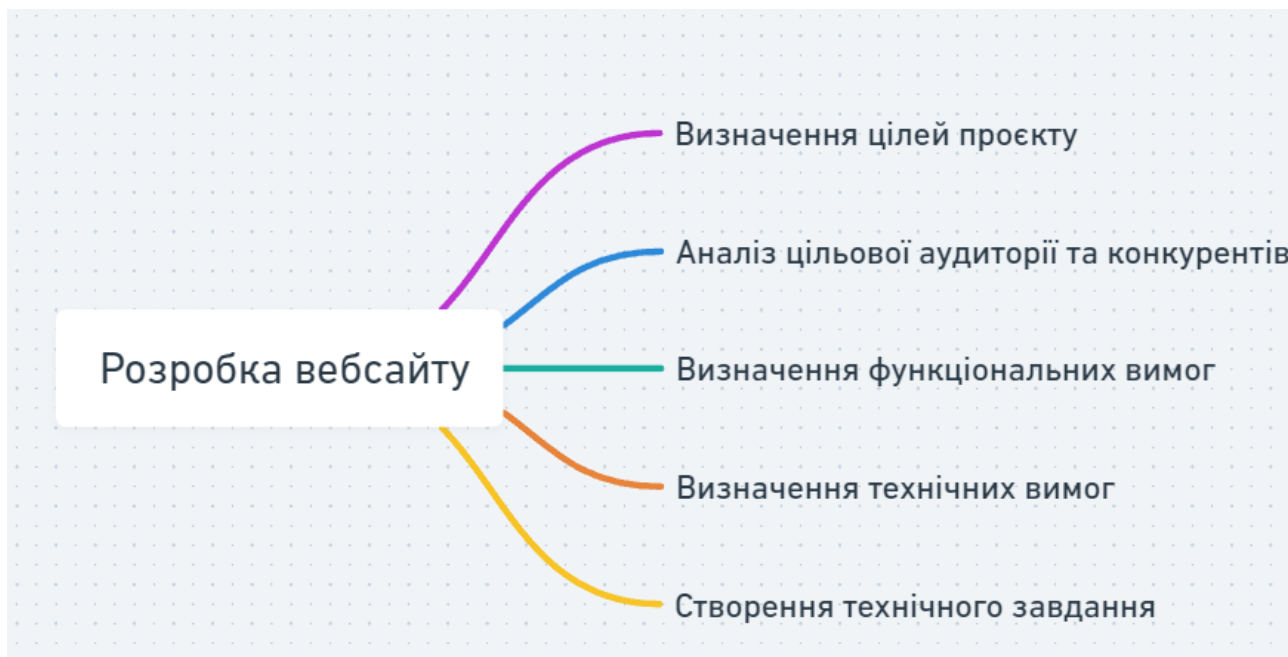 Визначення цілей проєкту
Аналіз цільової аудиторії та конкурентів
Розробка вебсайту
Визначення функціональних вимог
Визначення технічних вимог
Створення технічного завдання